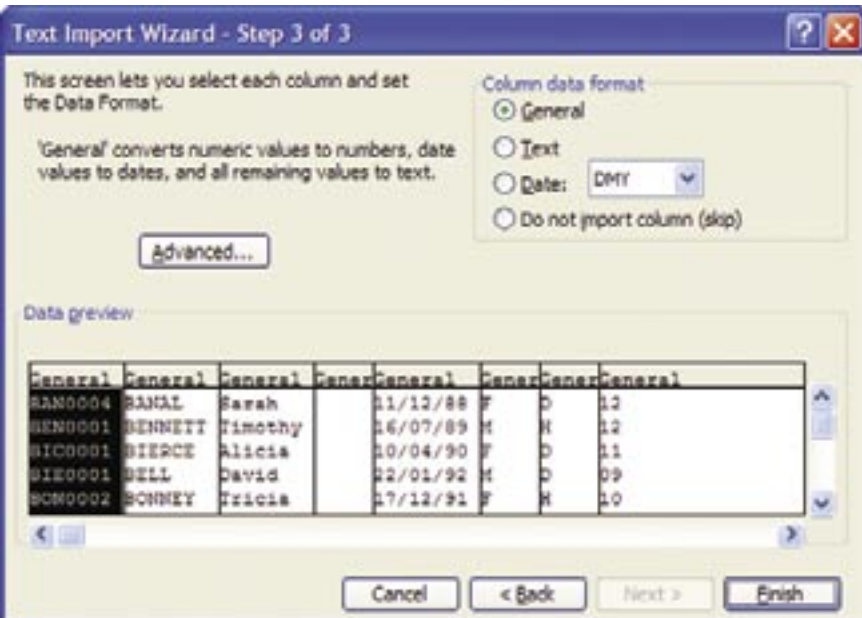 Text Import Wizard - Step 3 of 3
This screen lets you select each column and set
the Data Format.
'General' converts numeric values to numbers, date
values to dates, and all remaining values to text.
Advanced...
Column data format
General
Text
Date: DMY
Do not import column (skip)
Data preview
General General General Gener General Gener Gener General
BAN0004 BANAL Sarah 11/12/88 F D 12
BEN0001 BENNETT Timothy 16/07/89 M H 12
BIC0001 BIERCE Alicia 10/04/90 F D 11
BIE0001 BELL David 22/01/92 M D 09
BON0002 BONNEY Tricia 17/12/91 F H 10
Cancel < Back Next > Finish